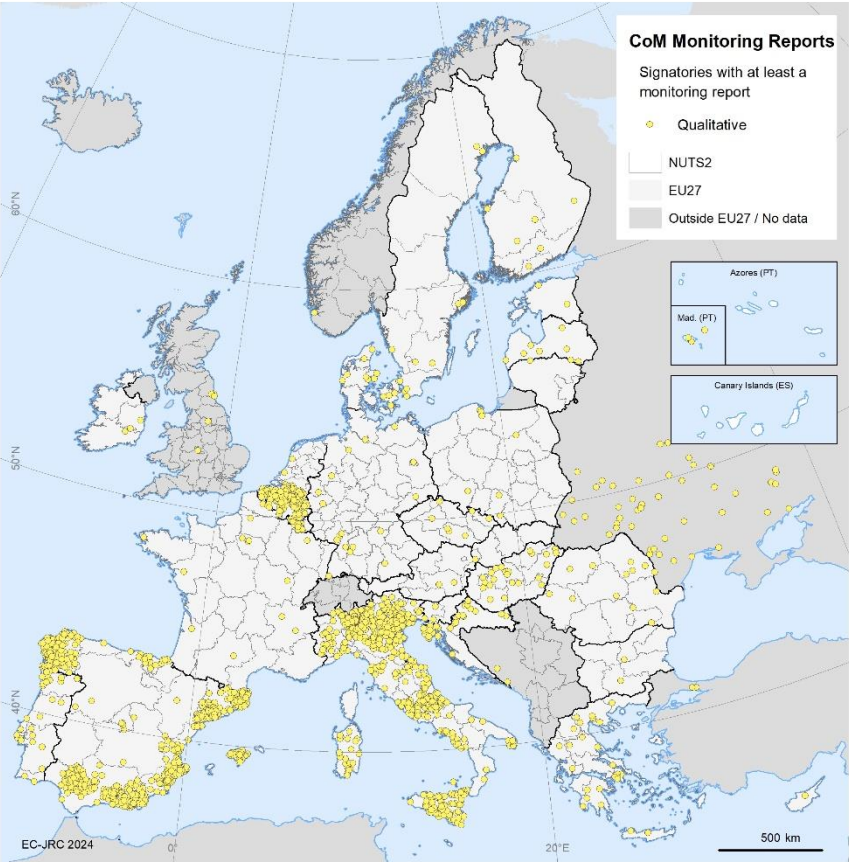 CoM Monitoring Reports
Signatories with at least a
monitoring report
Qualitative
NUTS2
EU27
Outside EU27 / No data
60°N
Azores (PT)
Mad. (PT)
Canary Islands (ES)
50°N
40°N
EC-JRC 2024
0°
20°E
500 km